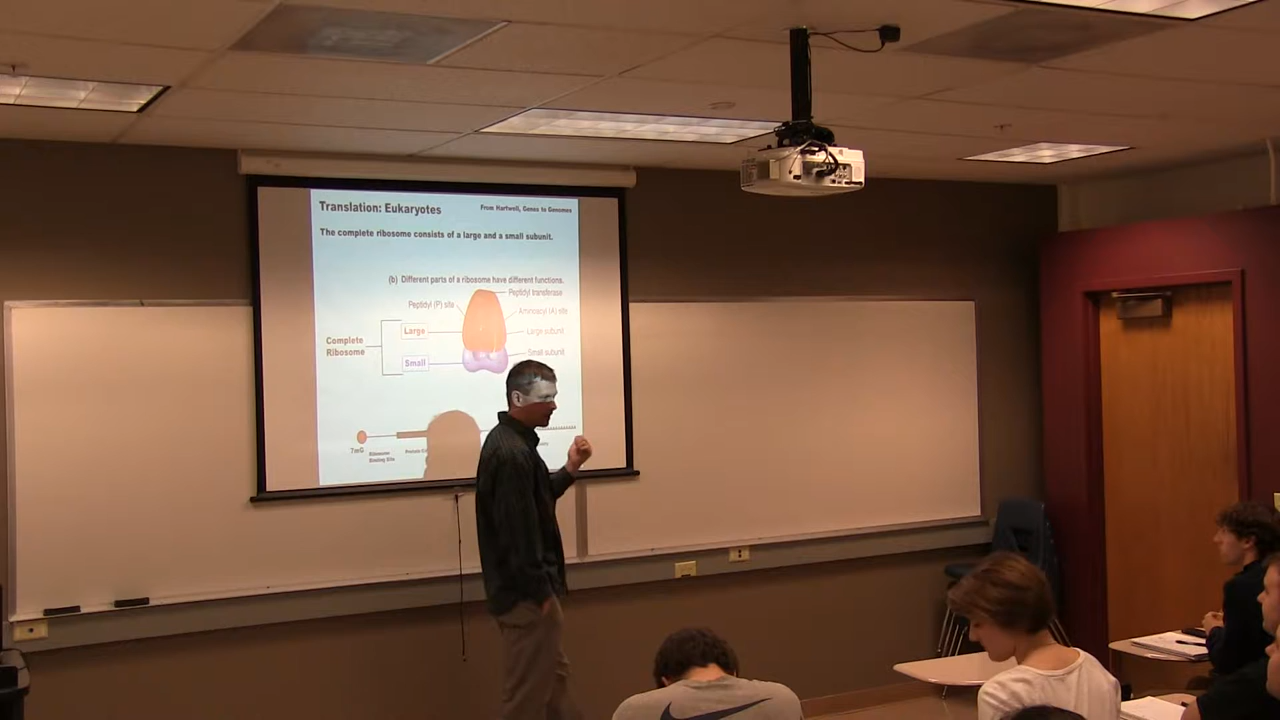 Translation: Eukaryotes
From Hartwell, Genes to Genomes
The complete ribosome consists of a large and a small subunit.
(b) Different parts of a ribosome have different functions.
Peptidyl transferase
Peptidyl (P) site
Aminoacyl (A) site
Large
Large subunit
Complete
Ribosome
Small
Small subunit
7meG
Ribosome
Binding Site
Protein